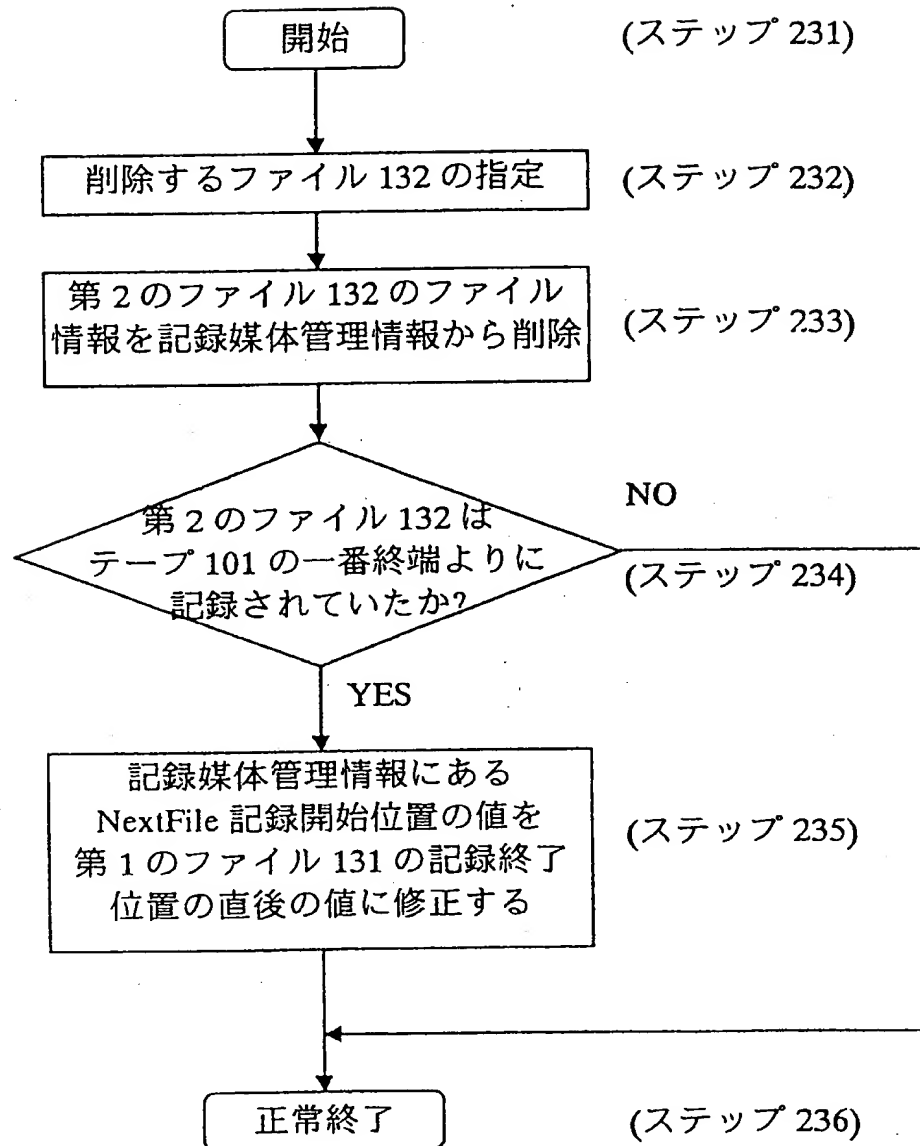 開始
(ステップ 231)
削除するファイル 132 の指定
(ステップ 232)
第 2 のファイル 132 のファイル
情報を記録媒体管理情報から削除
(ステップ 233)
第 2 のファイル 132 は
テープ 101 の一番終端よりに
記録されていたか?
NO
(ステップ 234)
YES
記録媒体管理情報にある
NextFile 記録開始位置の値を
第 1 のファイル 131 の記録終了
位置の直後の値に修正する
(ステップ 235)
正常終了
(ステップ 236)